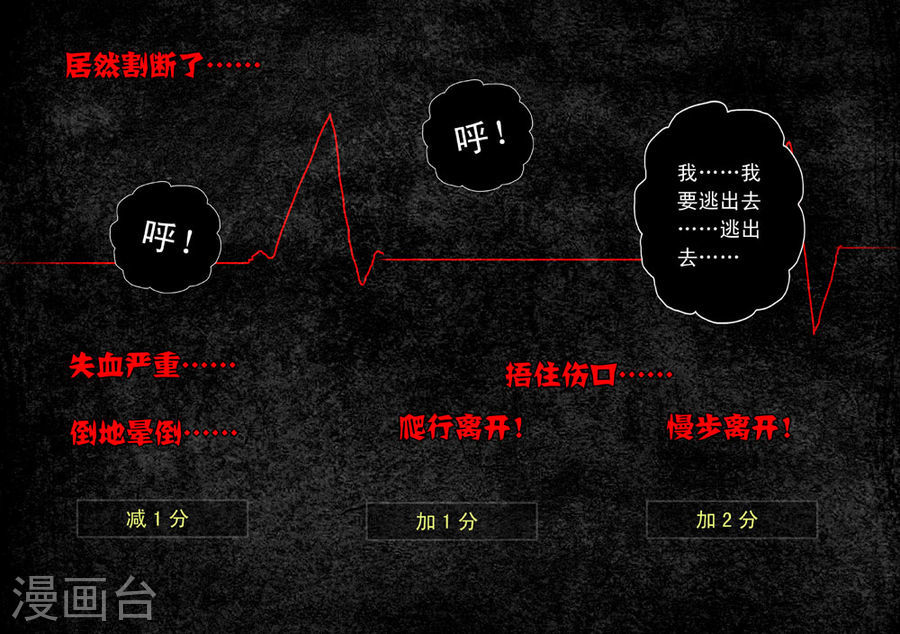 居然割断了……
呼！
呼！
我……我
要逃出去
……逃出
去……
失血严重……
捂住伤口……
倒地晕倒……
爬行离开！
慢步离开！
减1分
加1分
加2分
漫画台